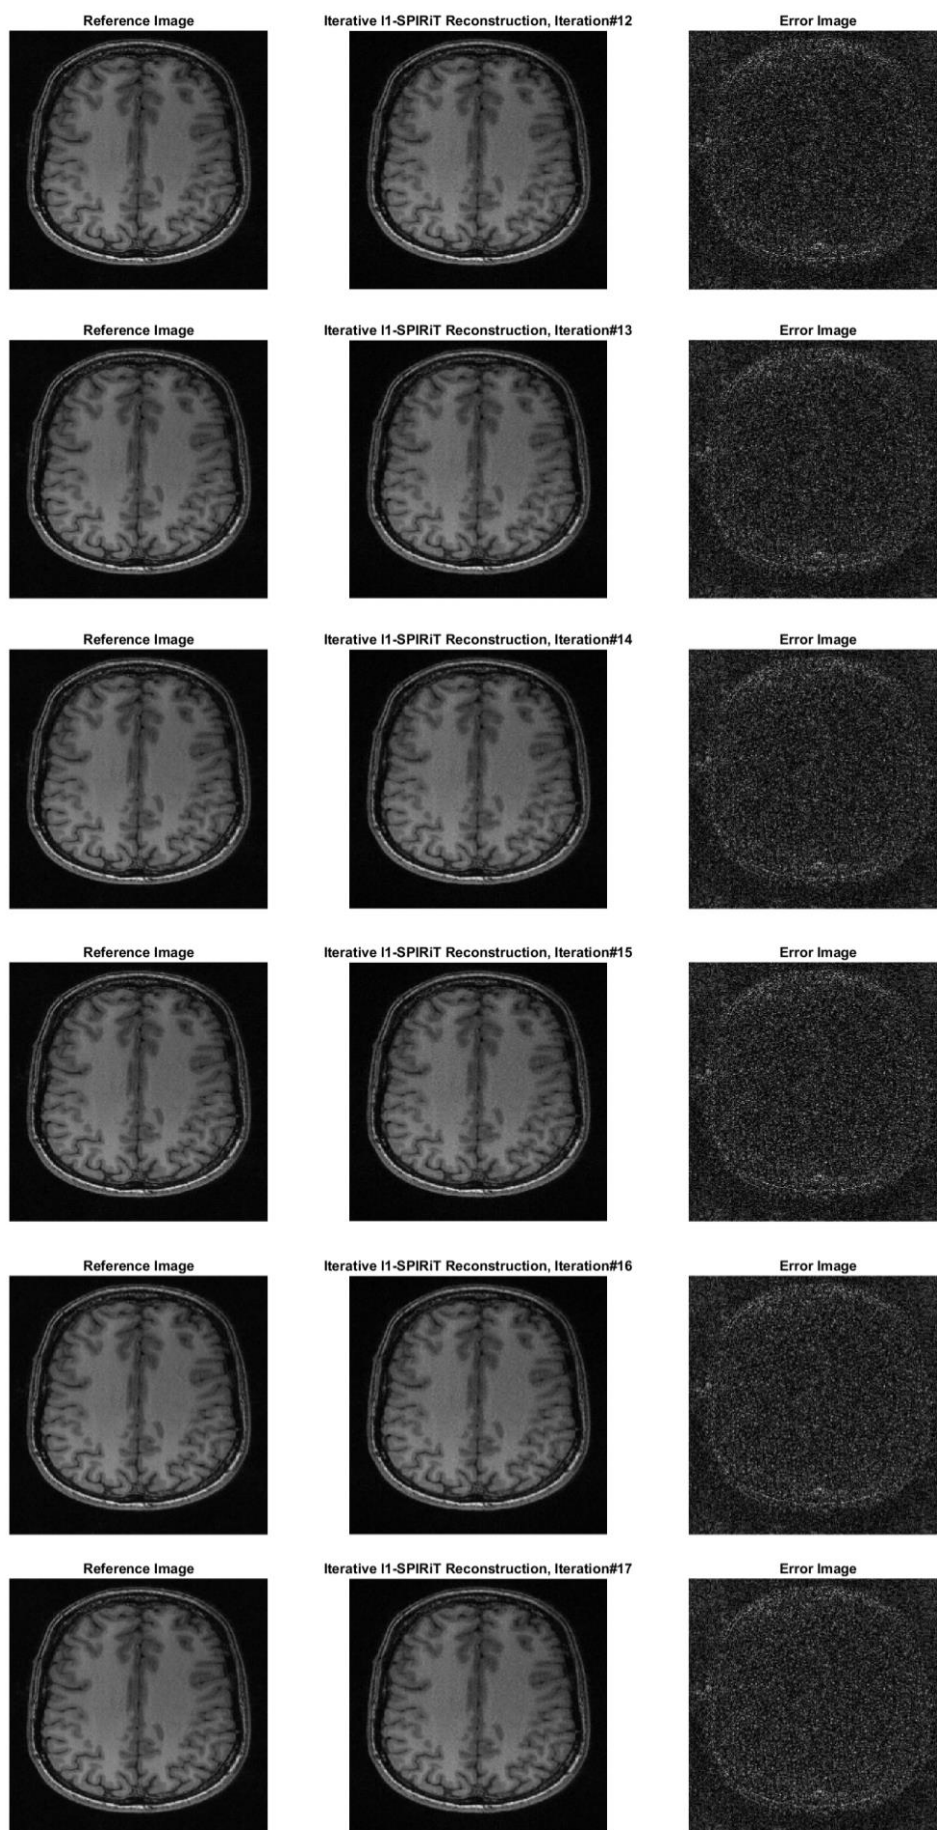 Reference Image Iterative l1-SPIRiT Reconstruction, Iteration#12 Error Image
Reference Image Iterative l1-SPIRiT Reconstruction, Iteration#13 Error Image
Reference Image Iterative l1-SPIRiT Reconstruction, Iteration#14 Error Image
Reference Image Iterative l1-SPIRiT Reconstruction, Iteration#15 Error Image
Reference Image Iterative l1-SPIRiT Reconstruction, Iteration#16 Error Image
Reference Image Iterative l1-SPIRiT Reconstruction, Iteration#17 Error Image